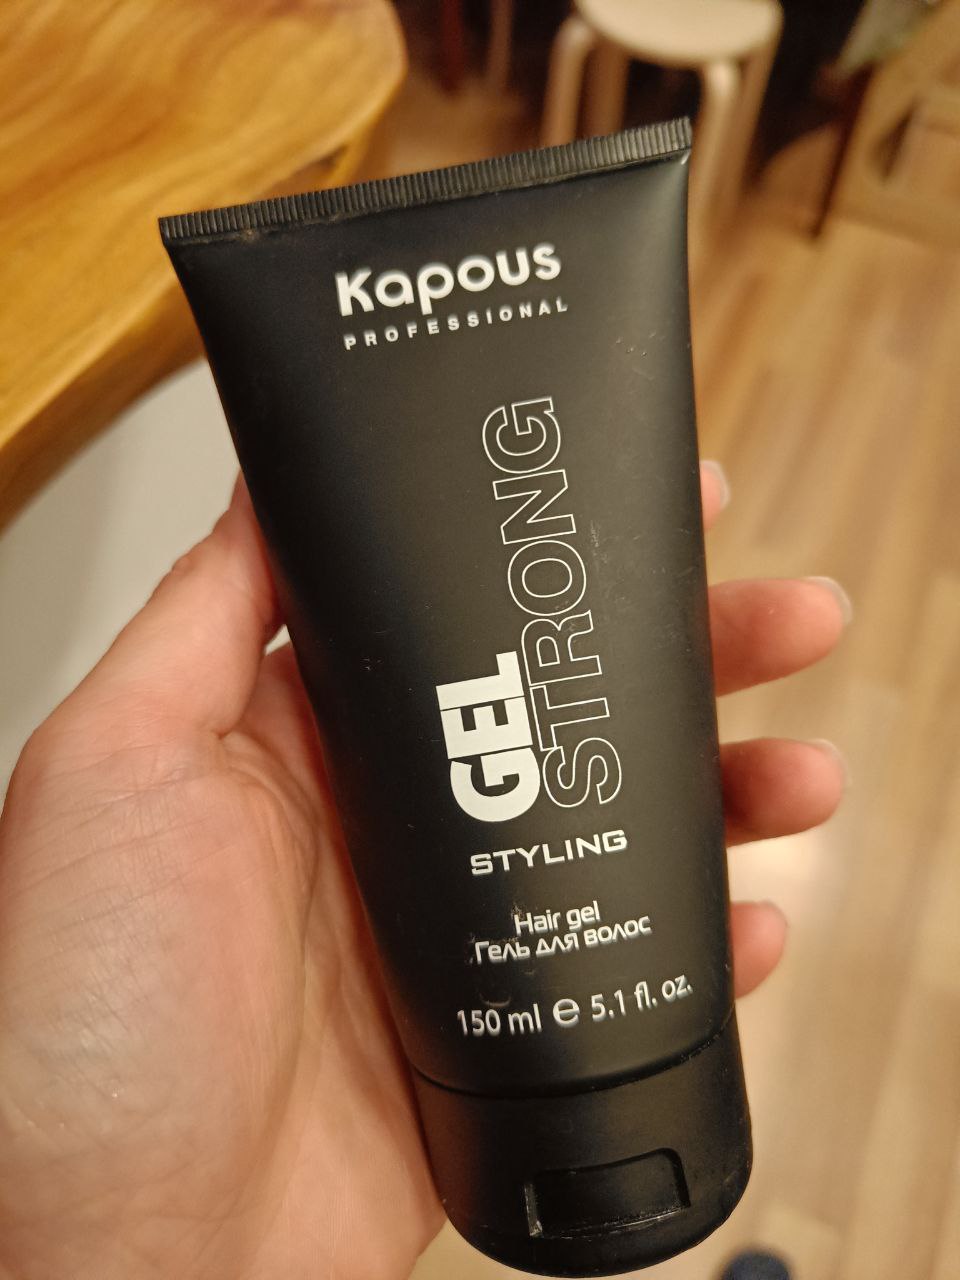 Kapous
PROFESSIONAL
GEL
STRONG
STYLING
Hair gel
Гель для волос
150 ml e 5.1 fl. oz.